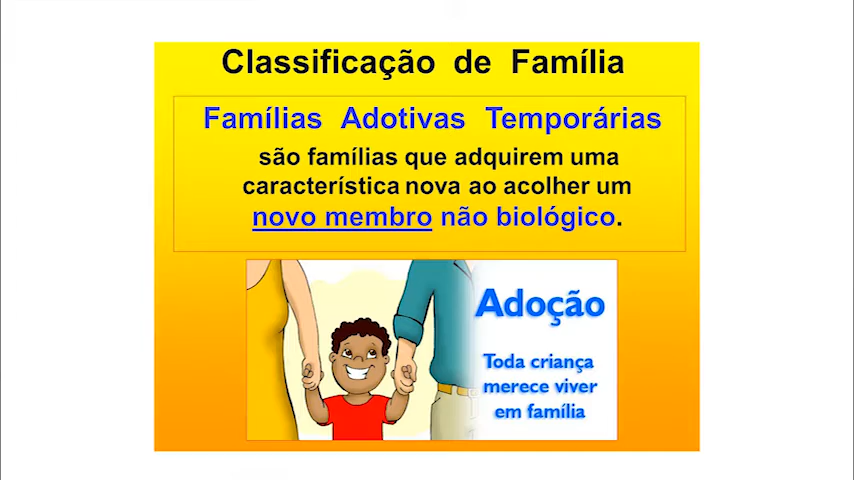 Classificação de Família
Famílias Adotivas Temporárias
são famílias que adquirem uma
característica nova ao acolher um
novo membro não biológico.
Adoção
Toda criança
merece viver
em família